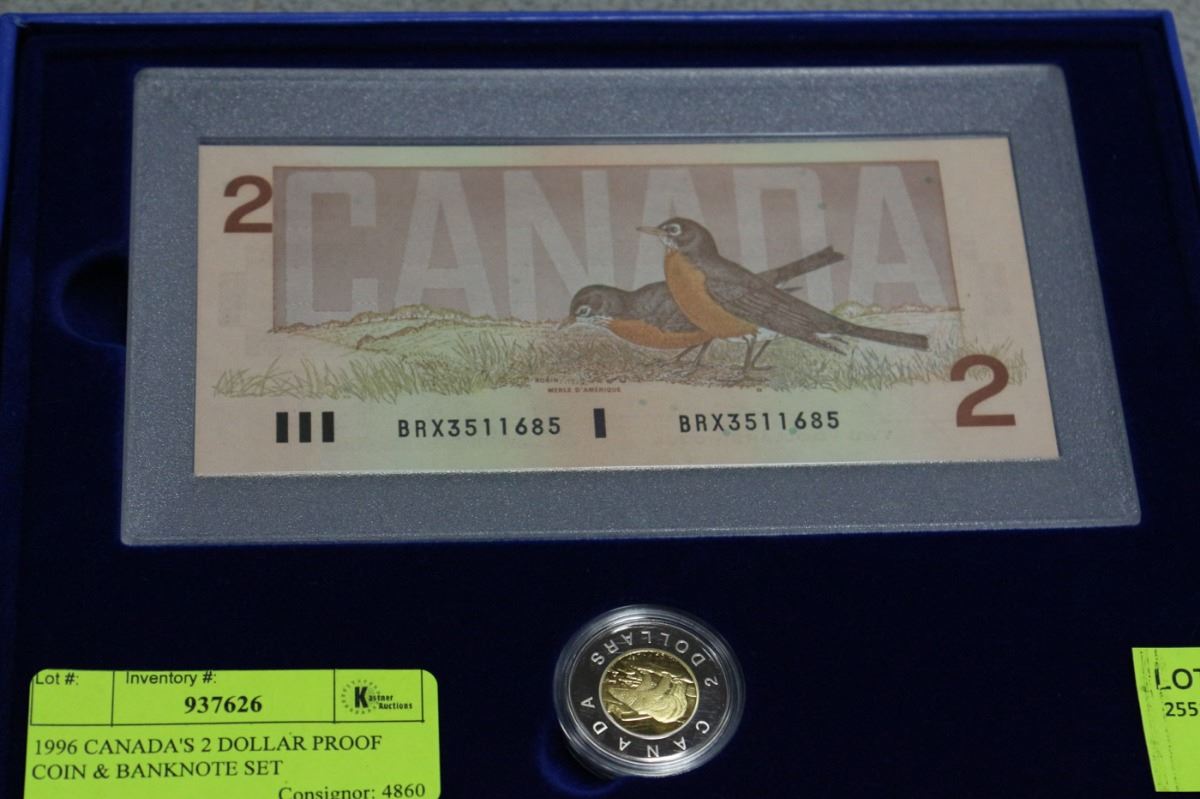 2
CANADA
ROBIN
MERLE D'AMÉRIQUE
BRX3511685 BRX3511685
2
2 DOLLARS
CANADA
Lot #: Inventory #:
937626
Kastner
Auctions
1996 CANADA'S 2 DOLLAR PROOF
COIN & BANKNOTE SET
Consignor: 4860
LOT
255